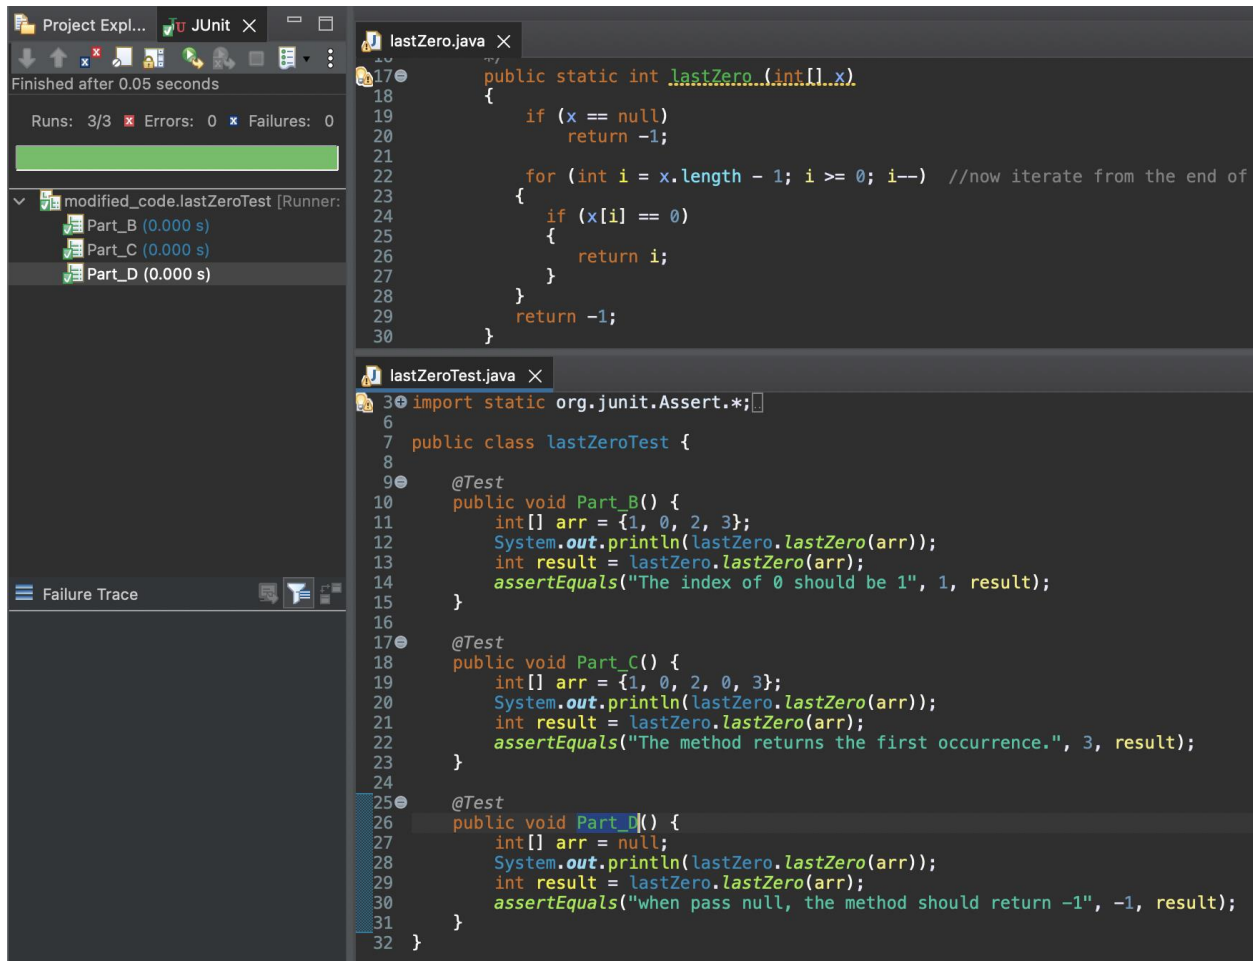 Project Expl...
JUnit
Finished after 0.05 seconds
Runs: 3/3 Errors: 0 Failures: 0
modified_code.lastZeroTest [Runner:
Part_B (0.000 s)
Part_C (0.000 s)
Part_D (0.000 s)
Failure Trace
lastZero.java
16 */
17 public static int lastZero (int[] x)
18 {
19 if (x == null)
20 return -1;
21
22 for (int i = x.length - 1; i >= 0; i--) //now iterate from the end of
23 {
24 if (x[i] == 0)
25 {
26 return i;
27 }
28 }
29 return -1;
30 }
lastZeroTest.java
3 import static org.junit.Assert.*;
6
7 public class lastZeroTest {
8
9 @Test
10 public void Part_B() {
11 int[] arr = {1, 0, 2, 3};
12 System.out.println(lastZero.lastZero(arr));
13 int result = lastZero.lastZero(arr);
14 assertEquals("The index of 0 should be 1", 1, result);
15 }
16
17 @Test
18 public void Part_C() {
19 int[] arr = {1, 0, 2, 0, 3};
20 System.out.println(lastZero.lastZero(arr));
21 int result = lastZero.lastZero(arr);
22 assertEquals("The method returns the first occurrence.", 3, result);
23 }
24
25 @Test
26 public void Part_D() {
27 int[] arr = null;
28 System.out.println(lastZero.lastZero(arr));
29 int result = lastZero.lastZero(arr);
30 assertEquals("when pass null, the method should return -1", -1, result);
31 }
32 }